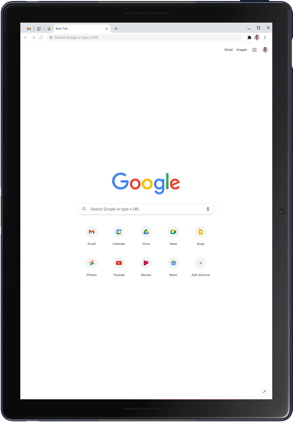 New Tab
Search Google or type a URL
Gmail Images
Google
Search Google or type a URL
Gmail Calendar Drive Meet Keep
Photos Youtube Movies News Add shortcut